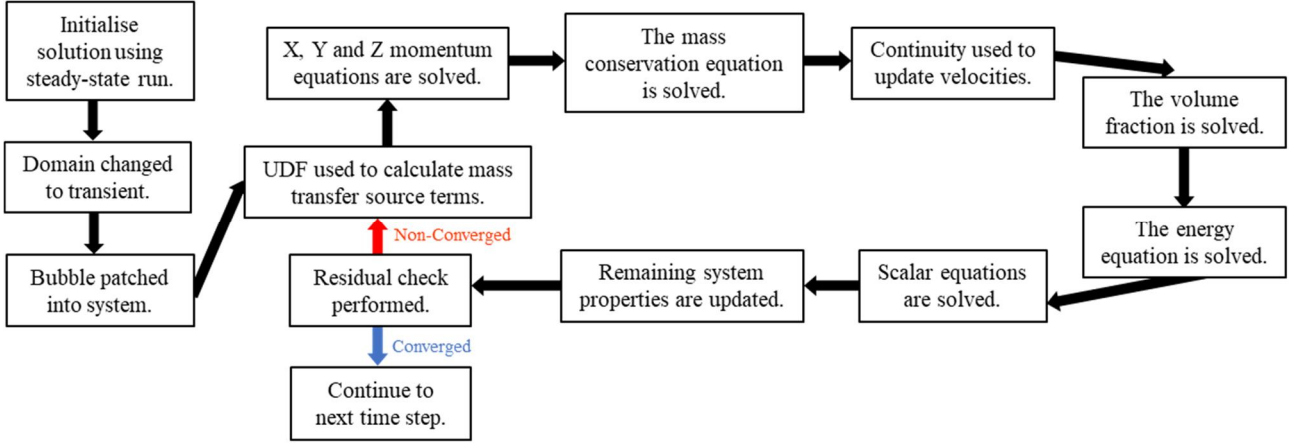 Initialise
solution using
steady-state run.
Domain changed
to transient.
Bubble patched
into system.
UDF used to calculate mass
transfer source terms.
X, Y and Z momentum
equations are solved.
The mass
conservation equation
is solved.
Continuity used to
update velocities.
The volume
fraction is solved.
The energy
equation is solved.
Scalar equations
are solved.
Remaining system
properties are updated.
Residual check
performed.
Non-Converged
Converged
Continue to
next time step.